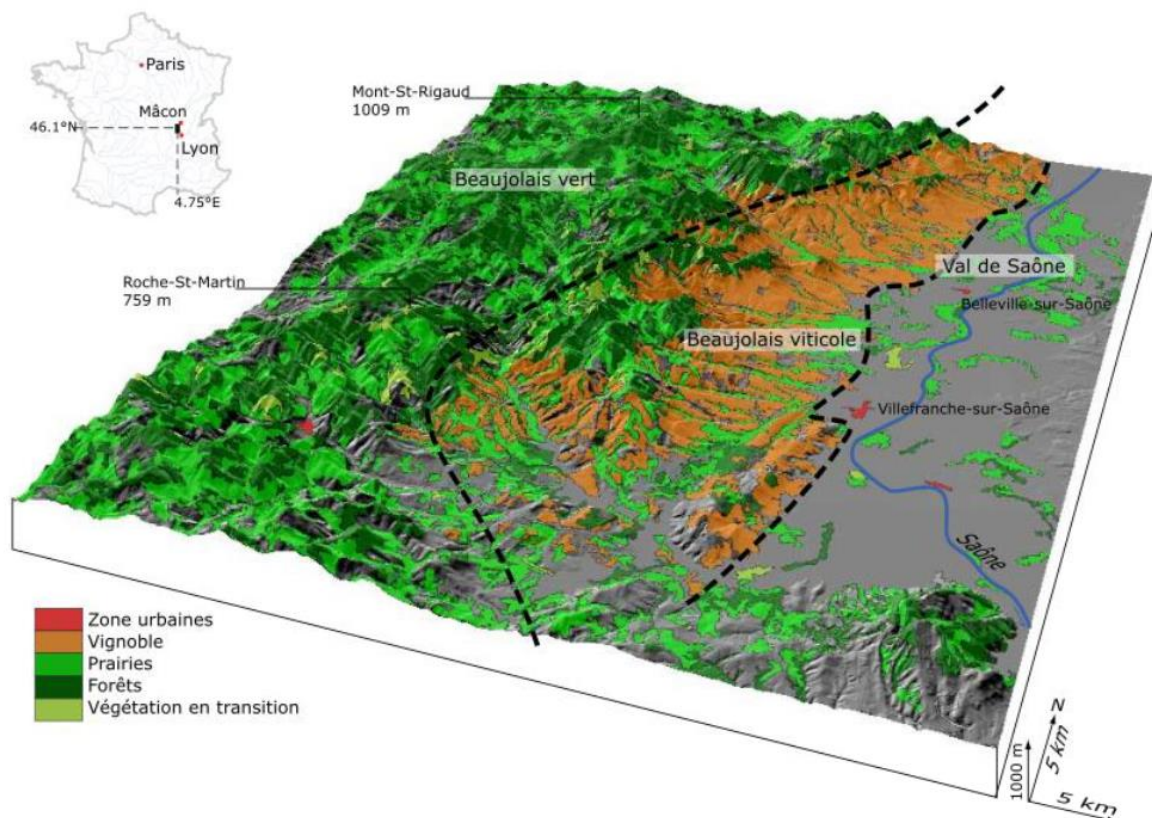 Paris
Mâcon
46.1°N
Lyon
4.75°E
Mont-St-Rigaud
1009 m
Beaujolais vert
Roche-St-Martin
759 m
Val de Saône
Belleville-sur-Saône
Beaujolais viticole
Villefranche-sur-Saône
Saône
Zone urbaines
Vignoble
Prairies
Forêts
Végétation en transition
1000 m
5 km
N
5 km